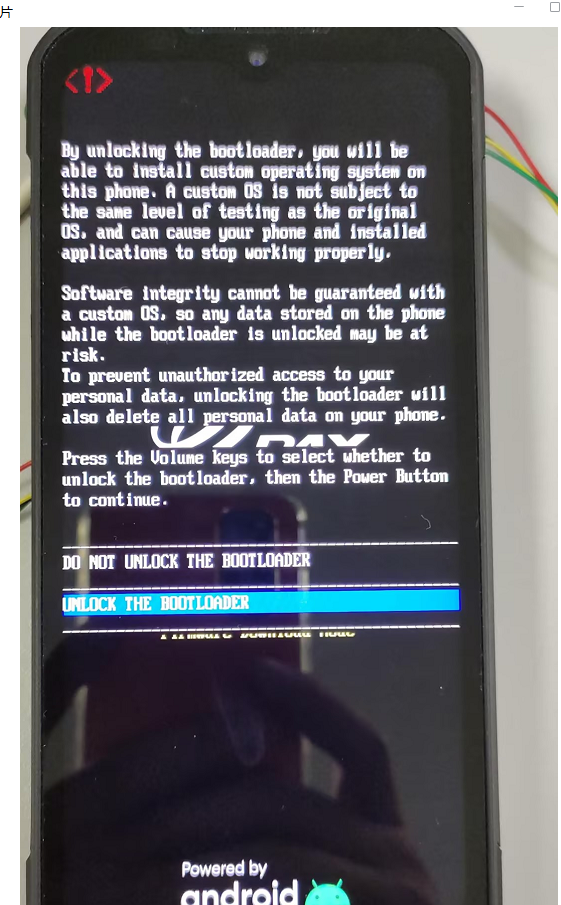 片
By unlocking the bootloader, you will be
able to install custom operating system on
this phone. A custom OS is not subject to
the same level of testing as the original
OS, and can cause your phone and installed
applications to stop working properly.
Software integrity cannot be guaranteed with
a custom OS, so any data stored on the phone
while the bootloader is unlocked may be at
risk.
To prevent unauthorized access to your
personal data, unlocking the bootloader will
also delete all personal data on your phone.
Press the Volume keys to select whether to
unlock the bootloader, then the Power Button
to continue.
DO NOT UNLOCK THE BOOTLOADER
UNLOCK THE BOOTLOADER
Firmware Download Mode
Powered by
android